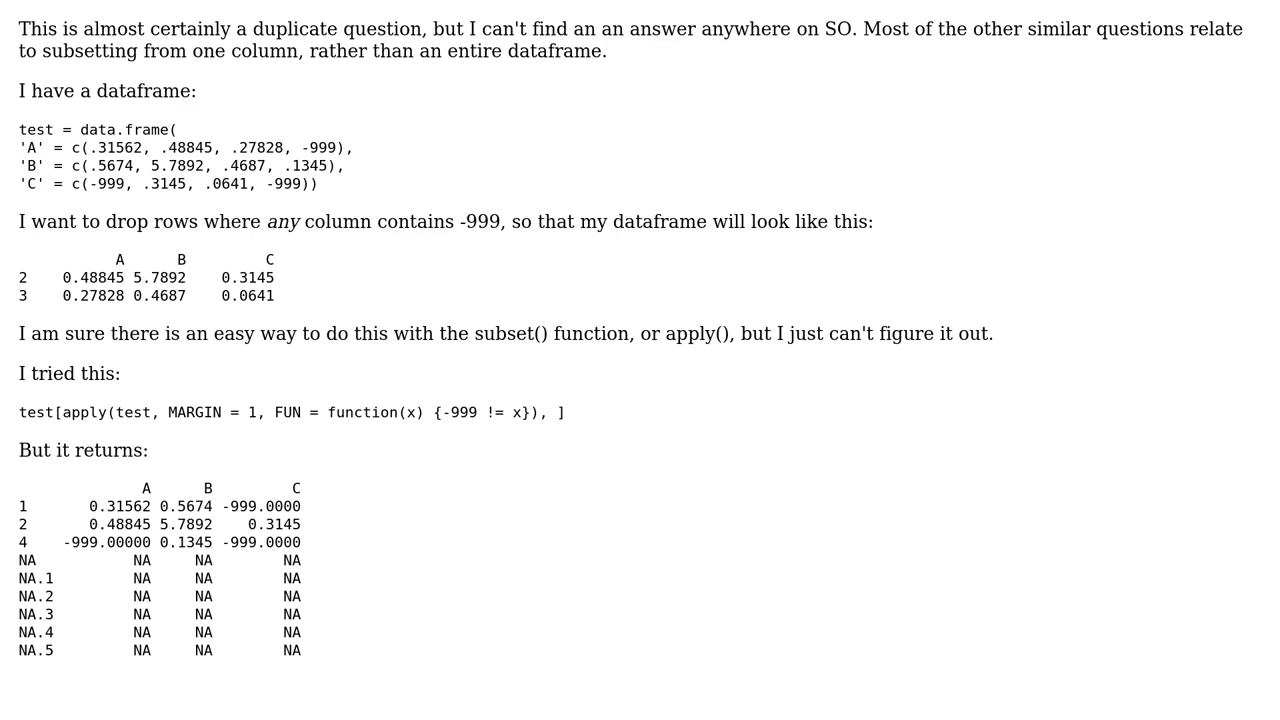 This is almost certainly a duplicate question, but I can't find an an answer anywhere on SO. Most of the other similar questions relate
to subsetting from one column, rather than an entire dataframe.
I have a dataframe:
test = data.frame(
'A' = c(.31562, .48845, .27828, -999),
'B' = c(.5674, 5.7892, .4687, .1345),
'C' = c(-999, .3145, .0641, -999))
I want to drop rows where any column contains -999, so that my dataframe will look like this:
           A      B         C
2    0.48845 5.7892    0.3145
3    0.27828 0.4687    0.0641
I am sure there is an easy way to do this with the subset() function, or apply(), but I just can't figure it out.
I tried this:
test[apply(test, MARGIN = 1, FUN = function(x) {-999 != x}), ]
But it returns:
              A      B         C
1       0.31562 0.5674 -999.0000
2       0.48845 5.7892    0.3145
4    -999.00000 0.1345 -999.0000
NA           NA     NA        NA
NA.1         NA     NA        NA
NA.2         NA     NA        NA
NA.3         NA     NA        NA
NA.4         NA     NA        NA
NA.5         NA     NA        NA